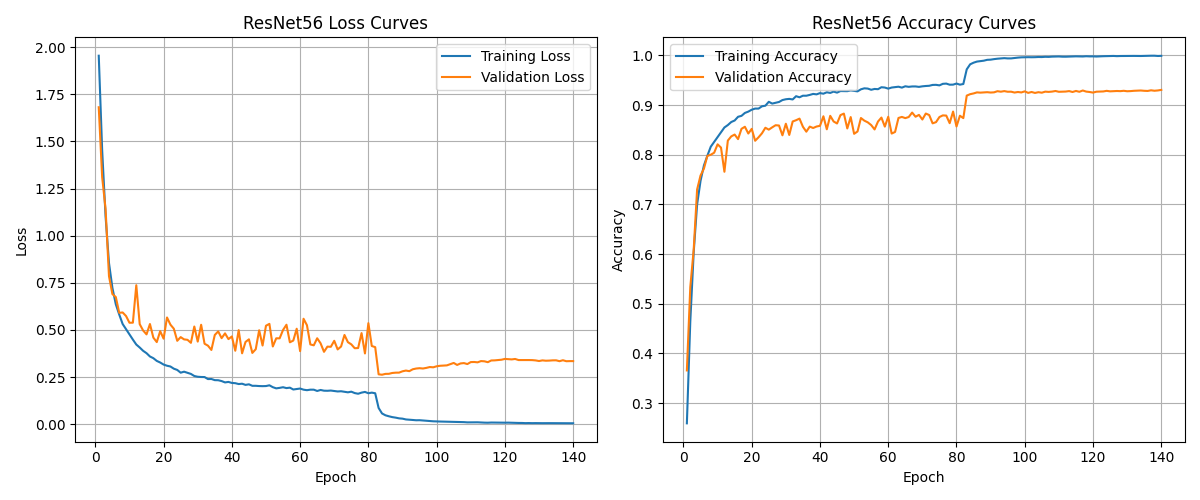 ResNet56 Loss Curves
2.00
1.75
1.50
1.25
1.00
0.75
0.50
0.25
0.00
Loss
0 20 40 60 80 100 120 140
Epoch
Training Loss
Validation Loss
ResNet56 Accuracy Curves
1.0
0.9
0.8
0.7
0.6
0.5
0.4
0.3
Accuracy
0 20 40 60 80 100 120 140
Epoch
Training Accuracy
Validation Accuracy